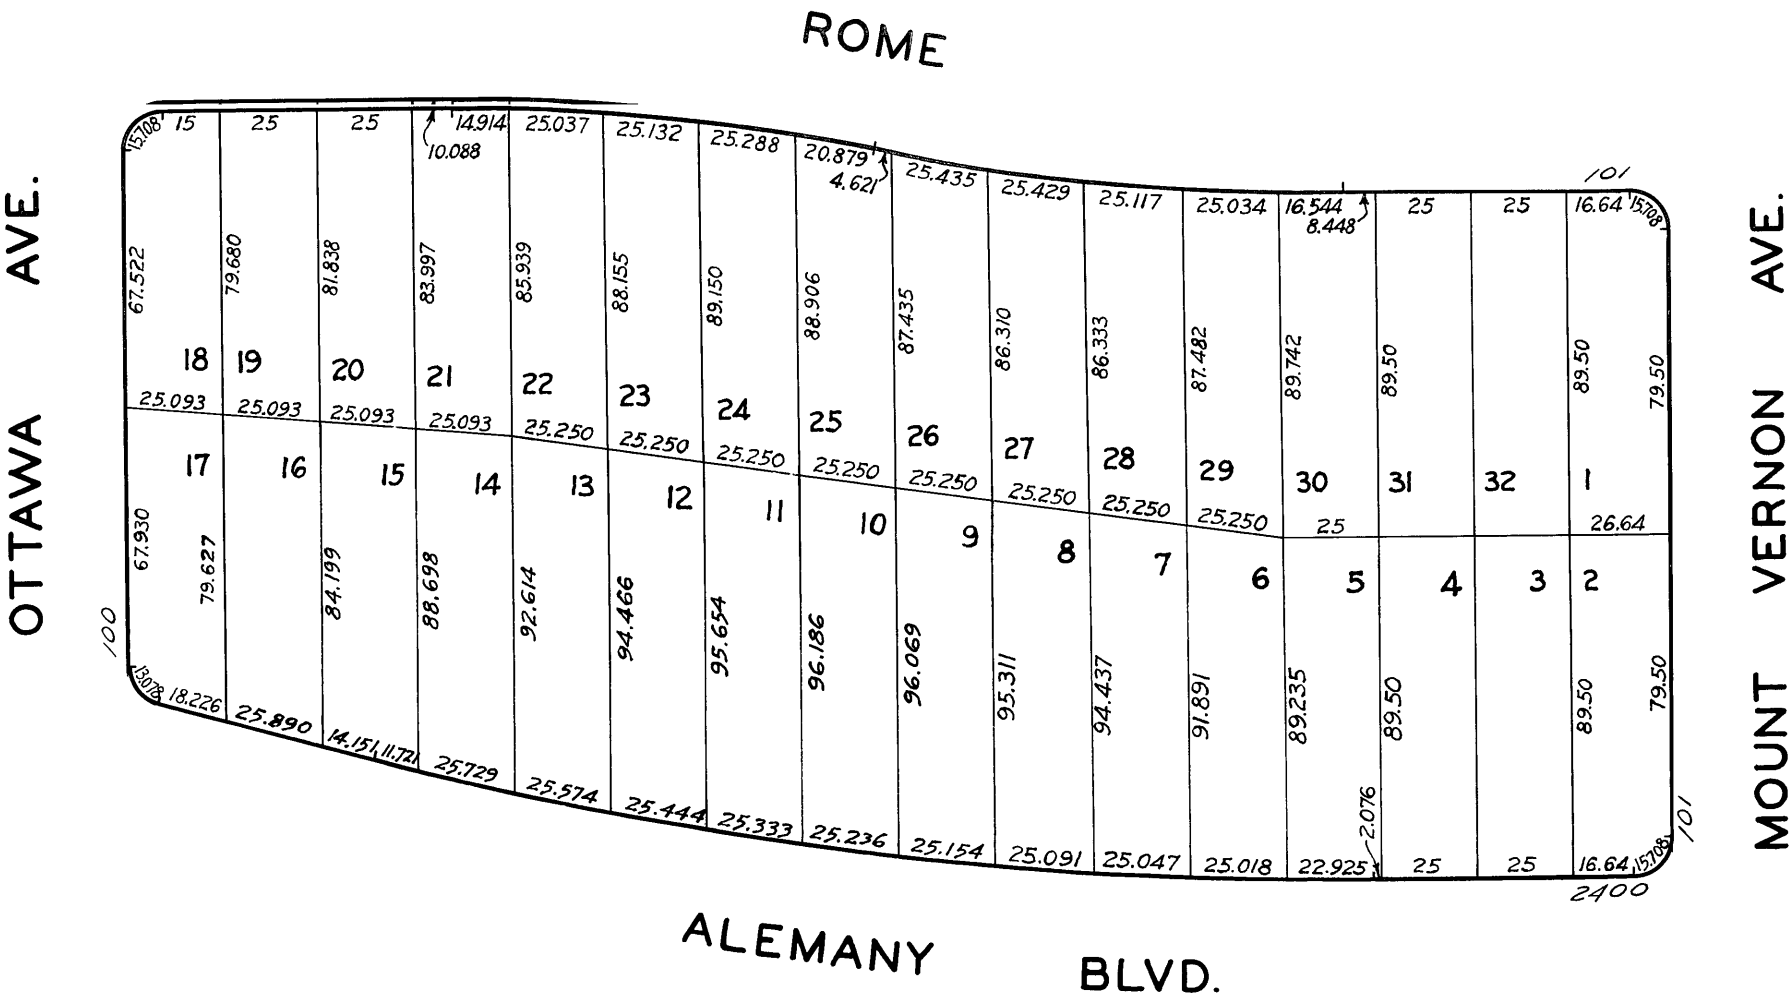 ROME
15.708 15 25 25 14.914 25.037 25.132 25.288 20.879 25.435 25.429 25.117 25.034 16.544 25 25 16.64 15.708
10.088 4.621 8.448 101
OTTAWA AVE.
MOUNT VERNON AVE.
67.522 79.680 81.838 83.997 85.939 88.155 89.150 88.906 87.435 86.310 86.333 87.482 89.742 89.50 89.50 79.50
18 19 20 21 22 23 24 25 26 27 28 29 30 31 32 1
25.093 25.093 25.093 25.093 25.250 25.250 25.250 25.250 25.250 25.250 25.250 25.250 25 26.64
17 16 15 14 13 12 11 10 9 8 7 6 5 4 3 2
67.930 79.627 84.199 88.698 92.614 94.466 95.654 96.186 96.069 95.311 94.437 91.891 89.235 89.50 89.50 79.50
100 2.076 101
13.078 18.226 25.890 14.151 11.721 25.729 25.574 25.444 25.333 25.236 25.154 25.091 25.047 25.018 22.925 25 25 16.64 15.708
2400
ALEMANY BLVD.